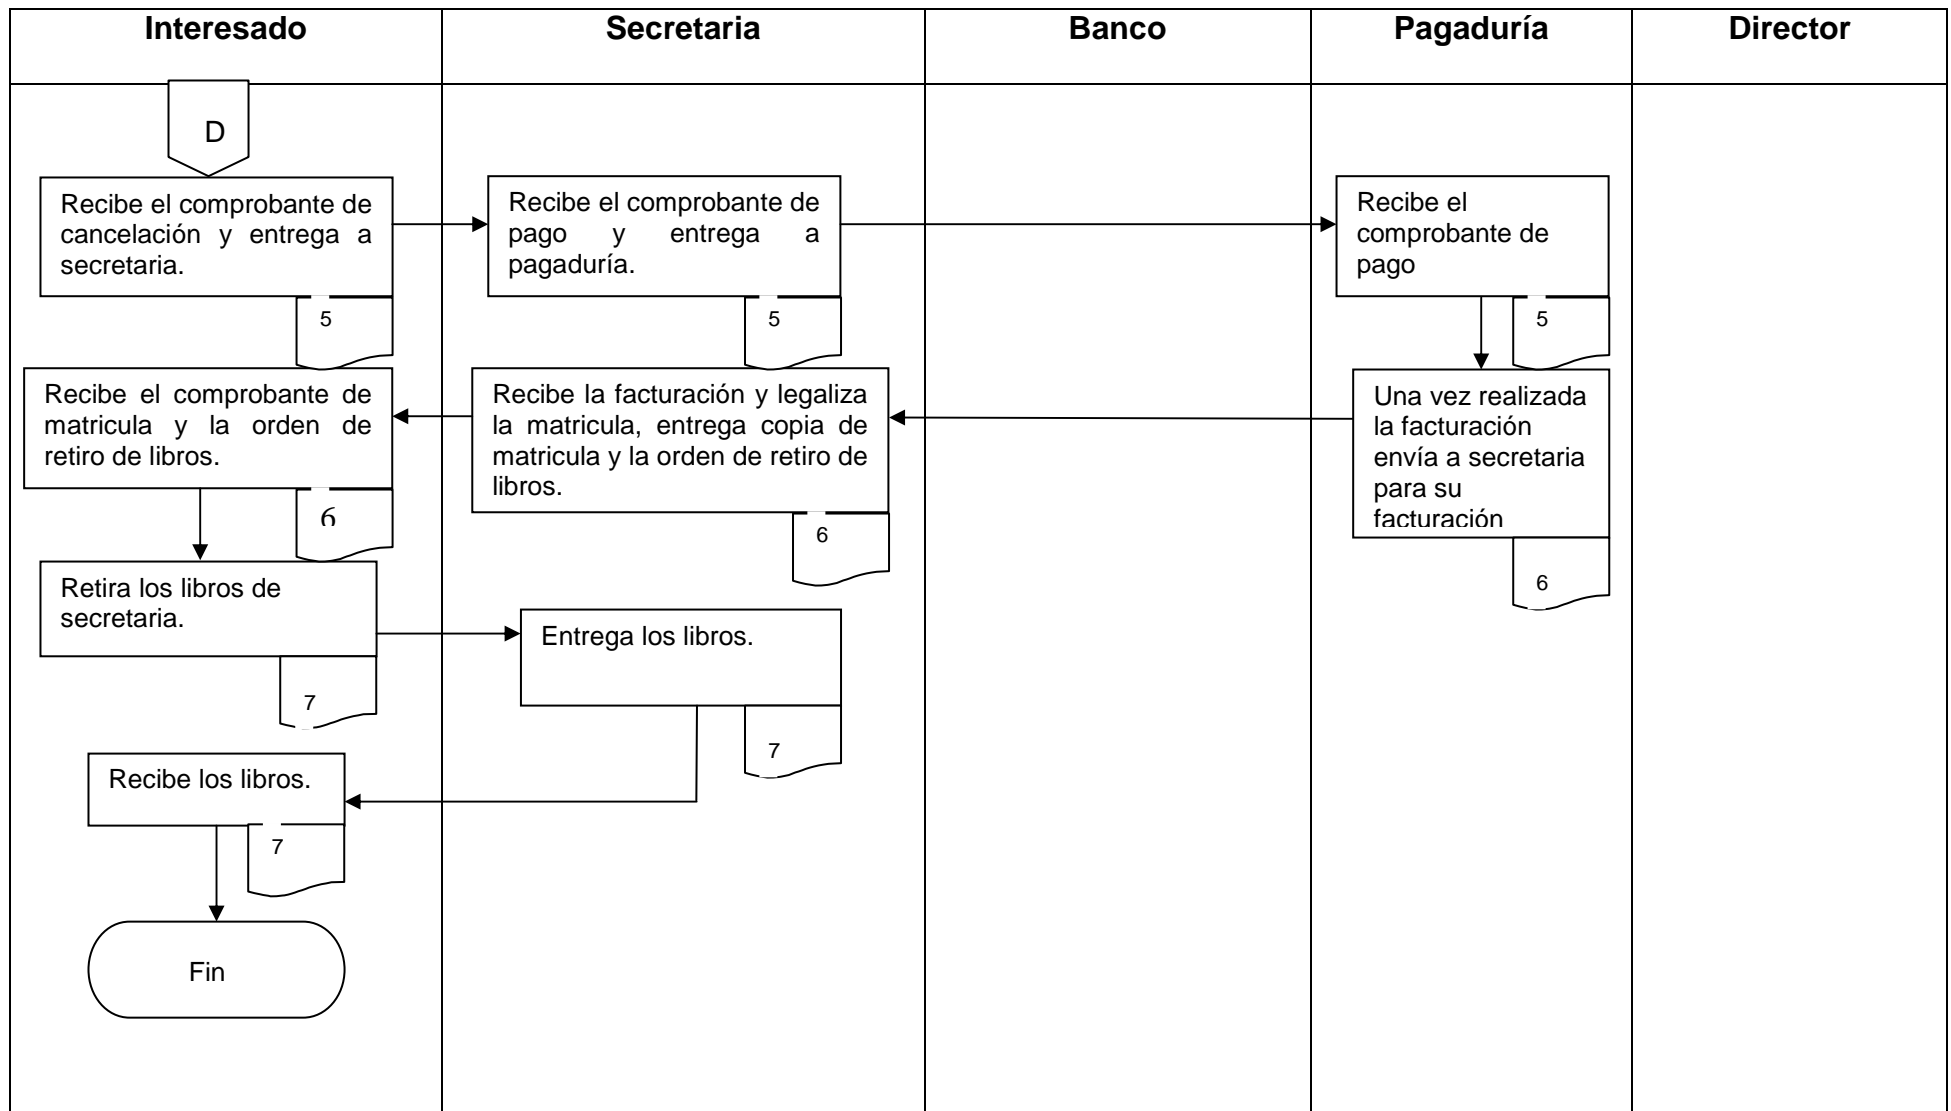 Interesado
Secretaria
Banco
Pagaduría
Director
D
Recibe el comprobante de
cancelación y entrega a
secretaria.
5
Recibe el comprobante de
pago y entrega a
pagaduría.
5
Recibe el
comprobante de
pago
5
Recibe el comprobante de
matricula y la orden de
retiro de libros.
6
Recibe la facturación y legaliza
la matricula, entrega copia de
matricula y la orden de retiro de
libros.
6
Una vez realizada
la facturación
envía a secretaria
para su
facturación
6
Retira los libros de
secretaria.
7
Entrega los libros.
7
Recibe los libros.
7
Fin